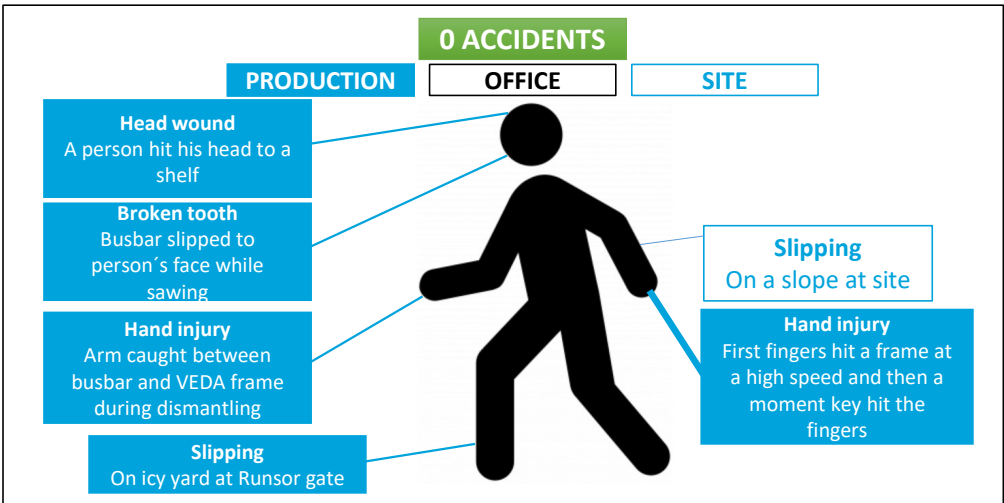 0 ACCIDENTS
PRODUCTION
OFFICE
SITE
Head wound
A person hit his head to a
shelf
Broken tooth
Busbar slipped to
person´s face while
sawing
Hand injury
Arm caught between
busbar and VEDA frame
during dismantling
Slipping
On icy yard at Runsor gate
Slipping
On a slope at site
Hand injury
First fingers hit a frame at
a high speed and then a
moment key hit the
fingers